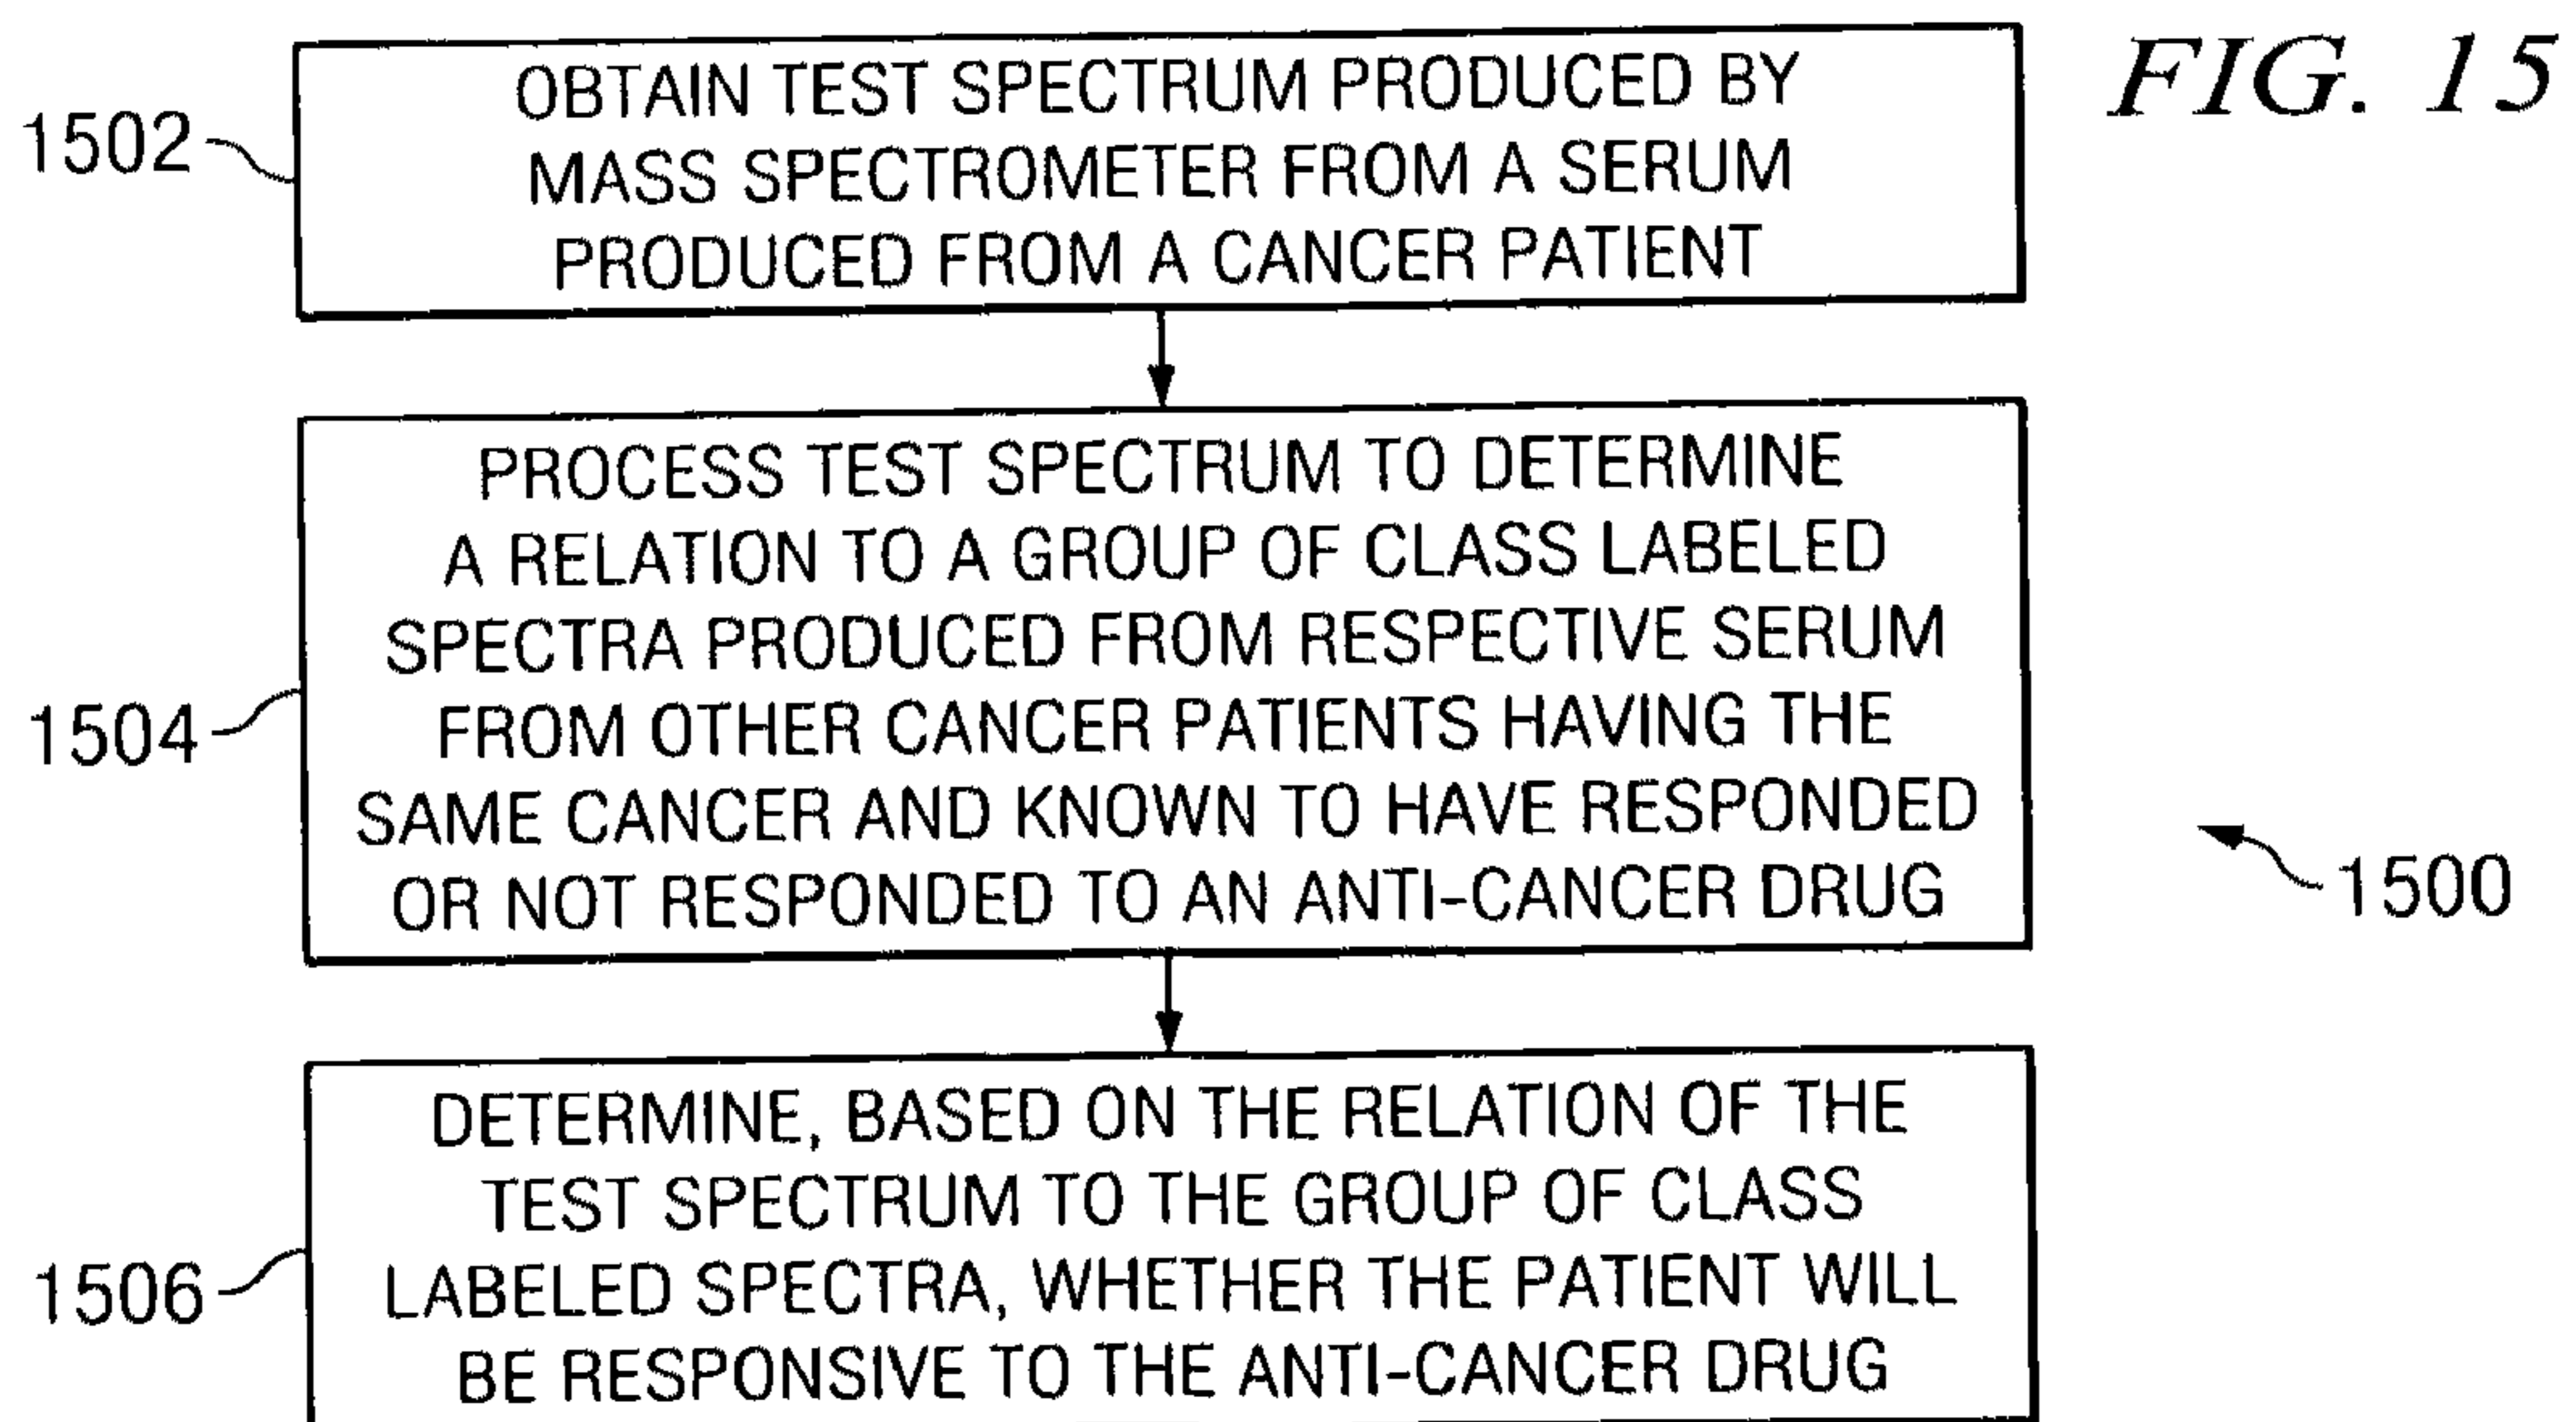 FIG. 15
1502
OBTAIN TEST SPECTRUM PRODUCED BY
MASS SPECTROMETER FROM A SERUM
PRODUCED FROM A CANCER PATIENT
1504
PROCESS TEST SPECTRUM TO DETERMINE
A RELATION TO A GROUP OF CLASS LABELED
SPECTRA PRODUCED FROM RESPECTIVE SERUM
FROM OTHER CANCER PATIENTS HAVING THE
SAME CANCER AND KNOWN TO HAVE RESPONDED
OR NOT RESPONDED TO AN ANTI-CANCER DRUG
1500
1506
DETERMINE, BASED ON THE RELATION OF THE
TEST SPECTRUM TO THE GROUP OF CLASS
LABELED SPECTRA, WHETHER THE PATIENT WILL
BE RESPONSIVE TO THE ANTI-CANCER DRUG